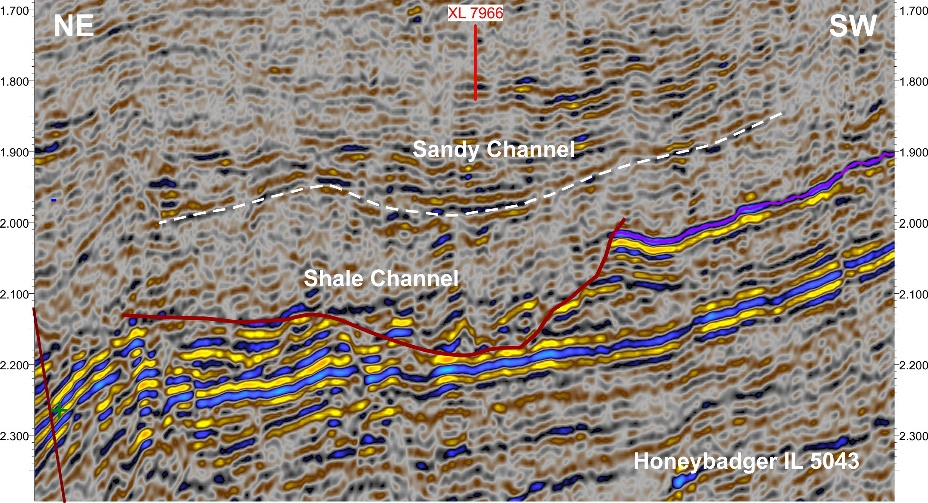 XL 7966
NE
SW
1.700
1.700
1.800
1.800
Sandy Channel
1.900
1.900
2.000
2.000
Shale Channel
2.100
2.100
2.200
2.200
2.300
2.300
Honeybadger IL 5043